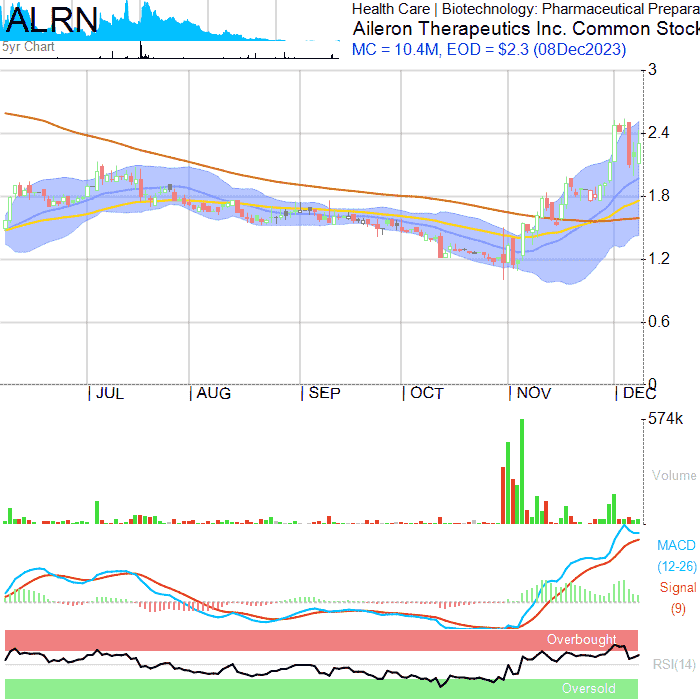 ALRN
5yr Chart
Health Care | Biotechnology: Pharmaceutical Prepara
Aileron Therapeutics Inc. Common Stock
MC = 10.4M, EOD = $2.3 (08Dec2023)
3
2.4
1.8
1.2
0.6
0
JUL
AUG
SEP
OCT
NOV
DEC
574k
Volume
MACD
(12-26)
Signal
(9)
Overbought
RSI(14)
Oversold